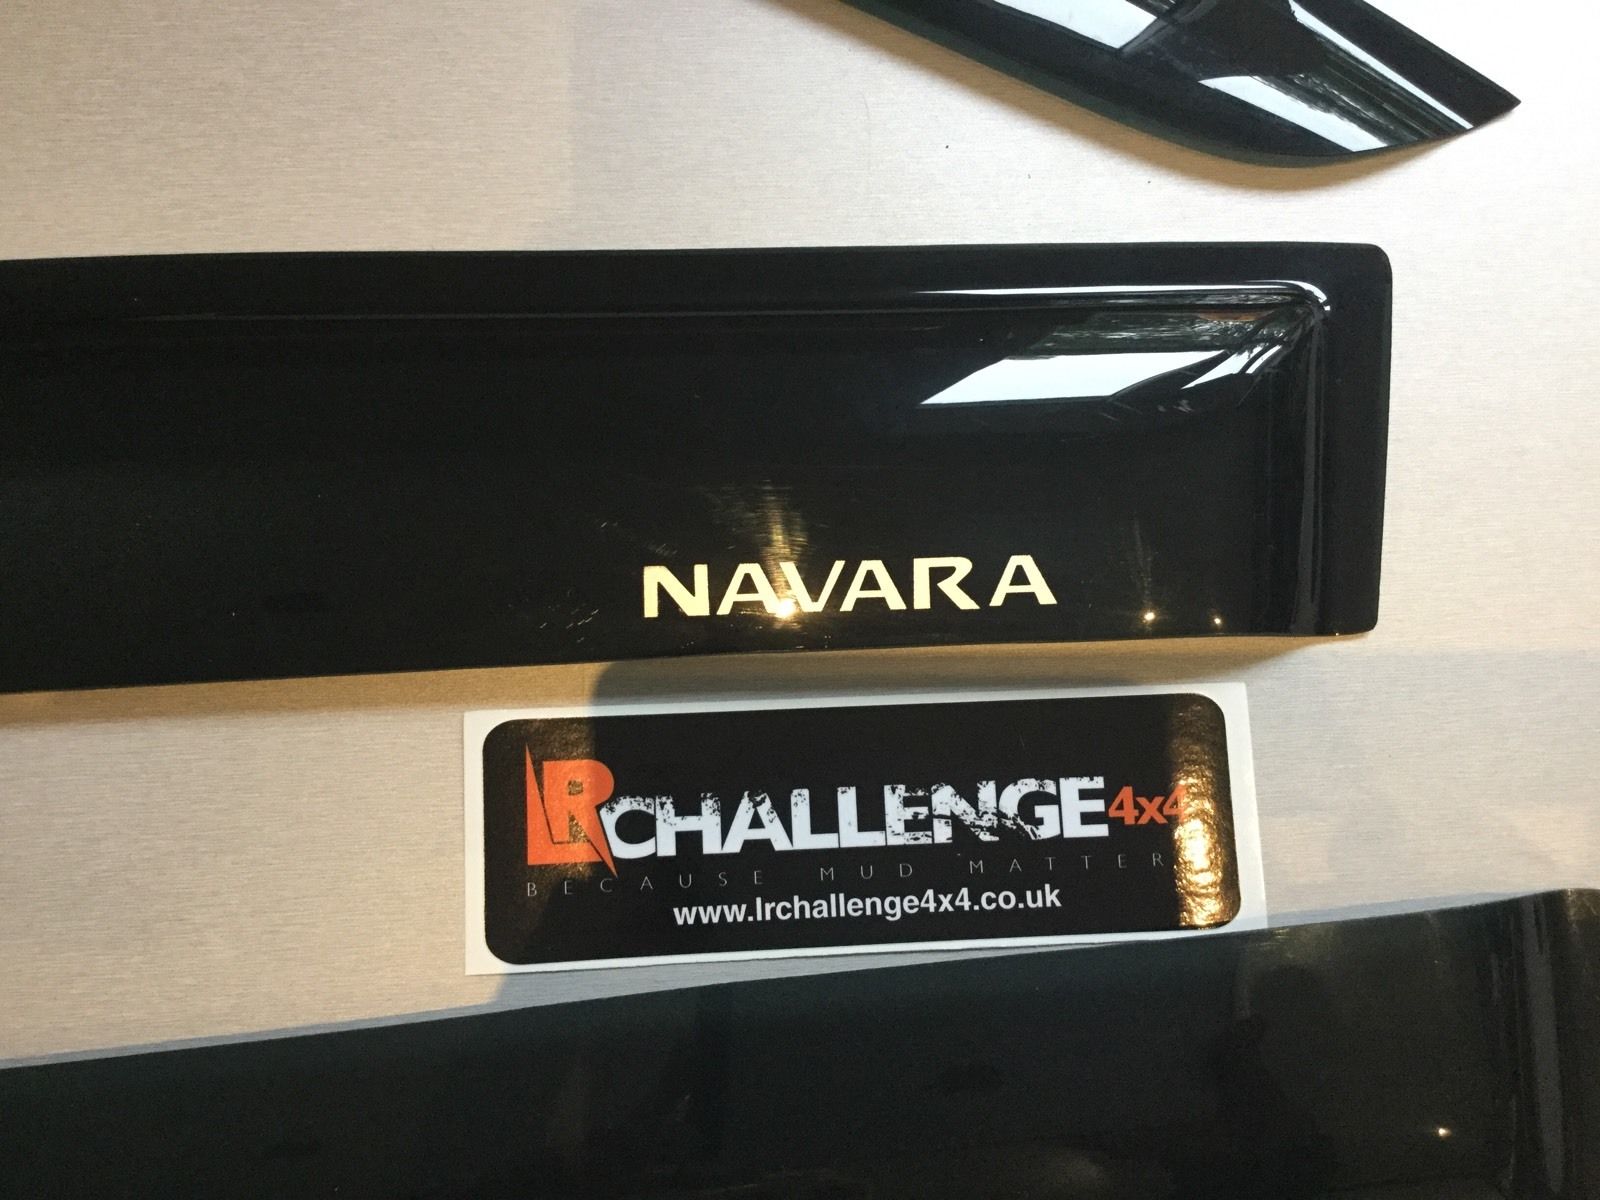 NAVARA
LRCHALLENGE4x4
BECAUSE MUD MATTERS
www.lrchallenge4x4.co.uk